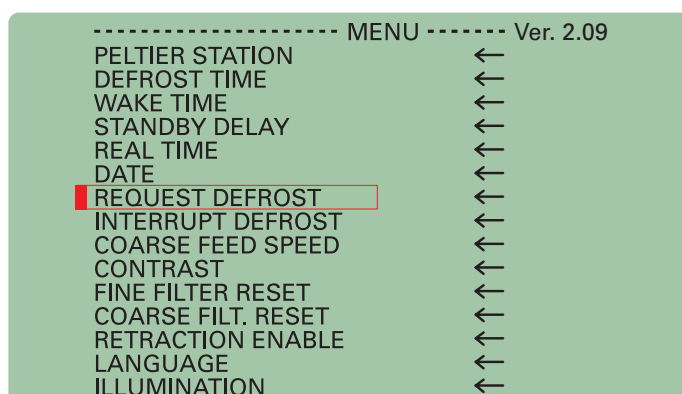 --------------------- MENU ------- Ver. 2.09
PELTIER STATION ←
DEFROST TIME ←
WAKE TIME ←
STANDBY DELAY ←
REAL TIME ←
DATE ←
REQUEST DEFROST ←
INTERRUPT DEFROST ←
COARSE FEED SPEED ←
CONTRAST ←
FINE FILTER RESET ←
COARSE FILT. RESET ←
RETRACTION ENABLE ←
LANGUAGE ←
ILLUMINATION ←